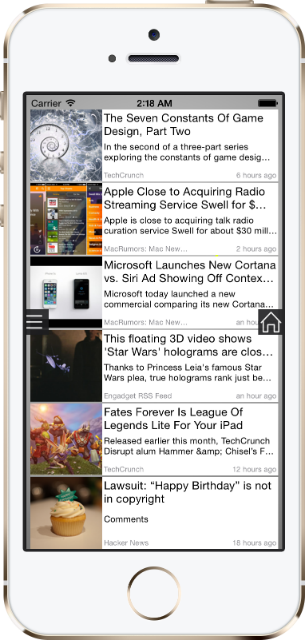 Carrier 2:18 AM
The Seven Constants Of Game
Design, Part Two
In the second of a three-part series
exploring the constants of game desig...
TechCrunch 6 hours ago
Apple Close to Acquiring Radio
Streaming Service Swell for $...
Apple is close to acquiring talk radio
curation service Swell for about $30 mill...
MacRumors: Mac New... 2 hours ago
Microsoft Launches New Cortana
vs. Siri Ad Showing Off Contex...
Microsoft today launched a new
commercial comparing its new Cortana...
MacRumors: Mac New... an ho
This floating 3D video shows
'Star Wars' holograms are clos...
Thanks to Princess Leia's famous Star
Wars plea, true holograms rank just be...
Engadget RSS Feed an hour ago
Fates Forever Is League Of
Legends Lite For Your iPad
Released earlier this month, TechCrunch
Disrupt alum Hammer &amp; Chisel's F...
TechCrunch 12 hours ago
Lawsuit: “Happy Birthday” is not
in copyright
Comments
Hacker News 18 hours ago